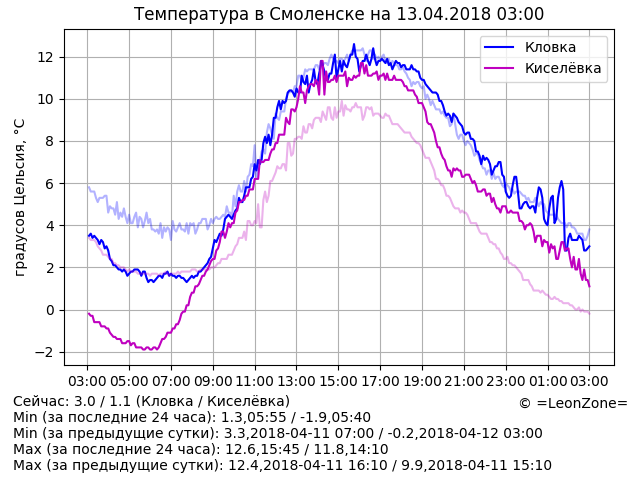 Температура в Смоленске на 13.04.2018 03:00
Кловка
Киселёвка
градусов Цельсия, °C
12
10
8
6
4
2
0
−2
03:00 05:00 07:00 09:00 11:00 13:00 15:00 17:00 19:00 21:00 23:00 01:00 03:00
Сейчас: 3.0 / 1.1 (Кловка / Киселёвка)
© =LeonZone=
Min (за последние 24 часа): 1.3,05:55 / -1.9,05:40
Min (за предыдущие сутки): 3.3,2018-04-11 07:00 / -0.2,2018-04-12 03:00
Max (за последние 24 часа): 12.6,15:45 / 11.8,14:10
Max (за предыдущие сутки): 12.4,2018-04-11 16:10 / 9.9,2018-04-11 15:10